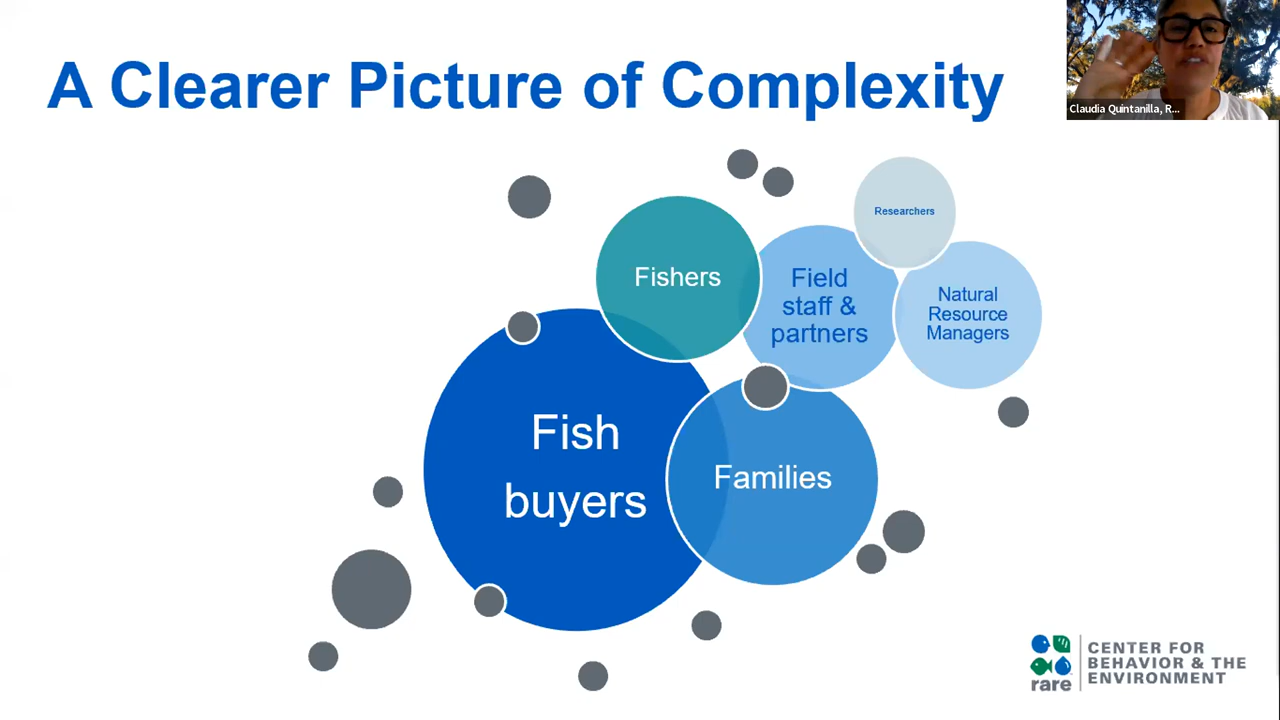 A Clearer Picture of Complexity
Claudia Quintanilla, R...
Researchers
Fishers
Field
staff &
partners
Natural
Resource
Managers
Fish
buyers
Families
rare
CENTER FOR
BEHAVIOR & THE
ENVIRONMENT